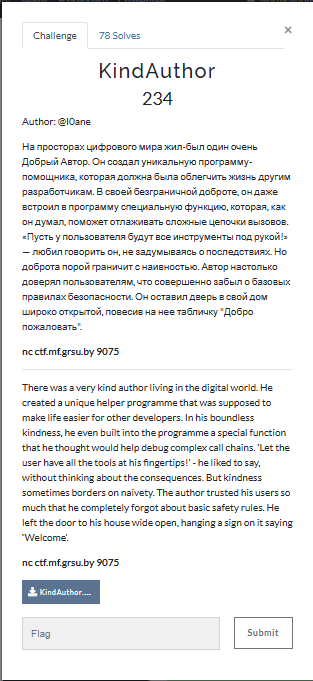 Challenge
78 Solves
×
KindAuthor
234
Author: @l0ane
На просторах цифрового мира жил-был один очень
Добрый Автор. Он создал уникальную программу-
помощника, которая должна была облегчить жизнь другим
разработчикам. В своей безграничной доброте, он даже
встроил в программу специальную функцию, которая, как
он думал, поможет отлаживать сложные цепочки вызовов.
«Пусть у пользователя будут все инструменты под рукой!»
— любил говорить он, не задумываясь о последствиях. Но
доброта порой граничит с наивностью. Автор настолько
доверял пользователям, что совершенно забыл о базовых
правилах безопасности. Он оставил дверь в свой дом
широко открытой, повесив на нее табличку "Добро
пожаловать".
nc ctf.mf.grsu.by 9075
There was a very kind author living in the digital world. He
created a unique helper programme that was supposed to
make life easier for other developers. In his boundless
kindness, he even built into the programme a special function
that he thought would help debug complex call chains. 'Let the
user have all the tools at his fingertips!' - he liked to say,
without thinking about the consequences. But kindness
sometimes borders on naivety. The author trusted his users so
much that he completely forgot about basic safety rules. He
left the door to his house wide open, hanging a sign on it saying
'Welcome'.
nc ctf.mf.grsu.by 9075
KindAuthor....
Flag
Submit